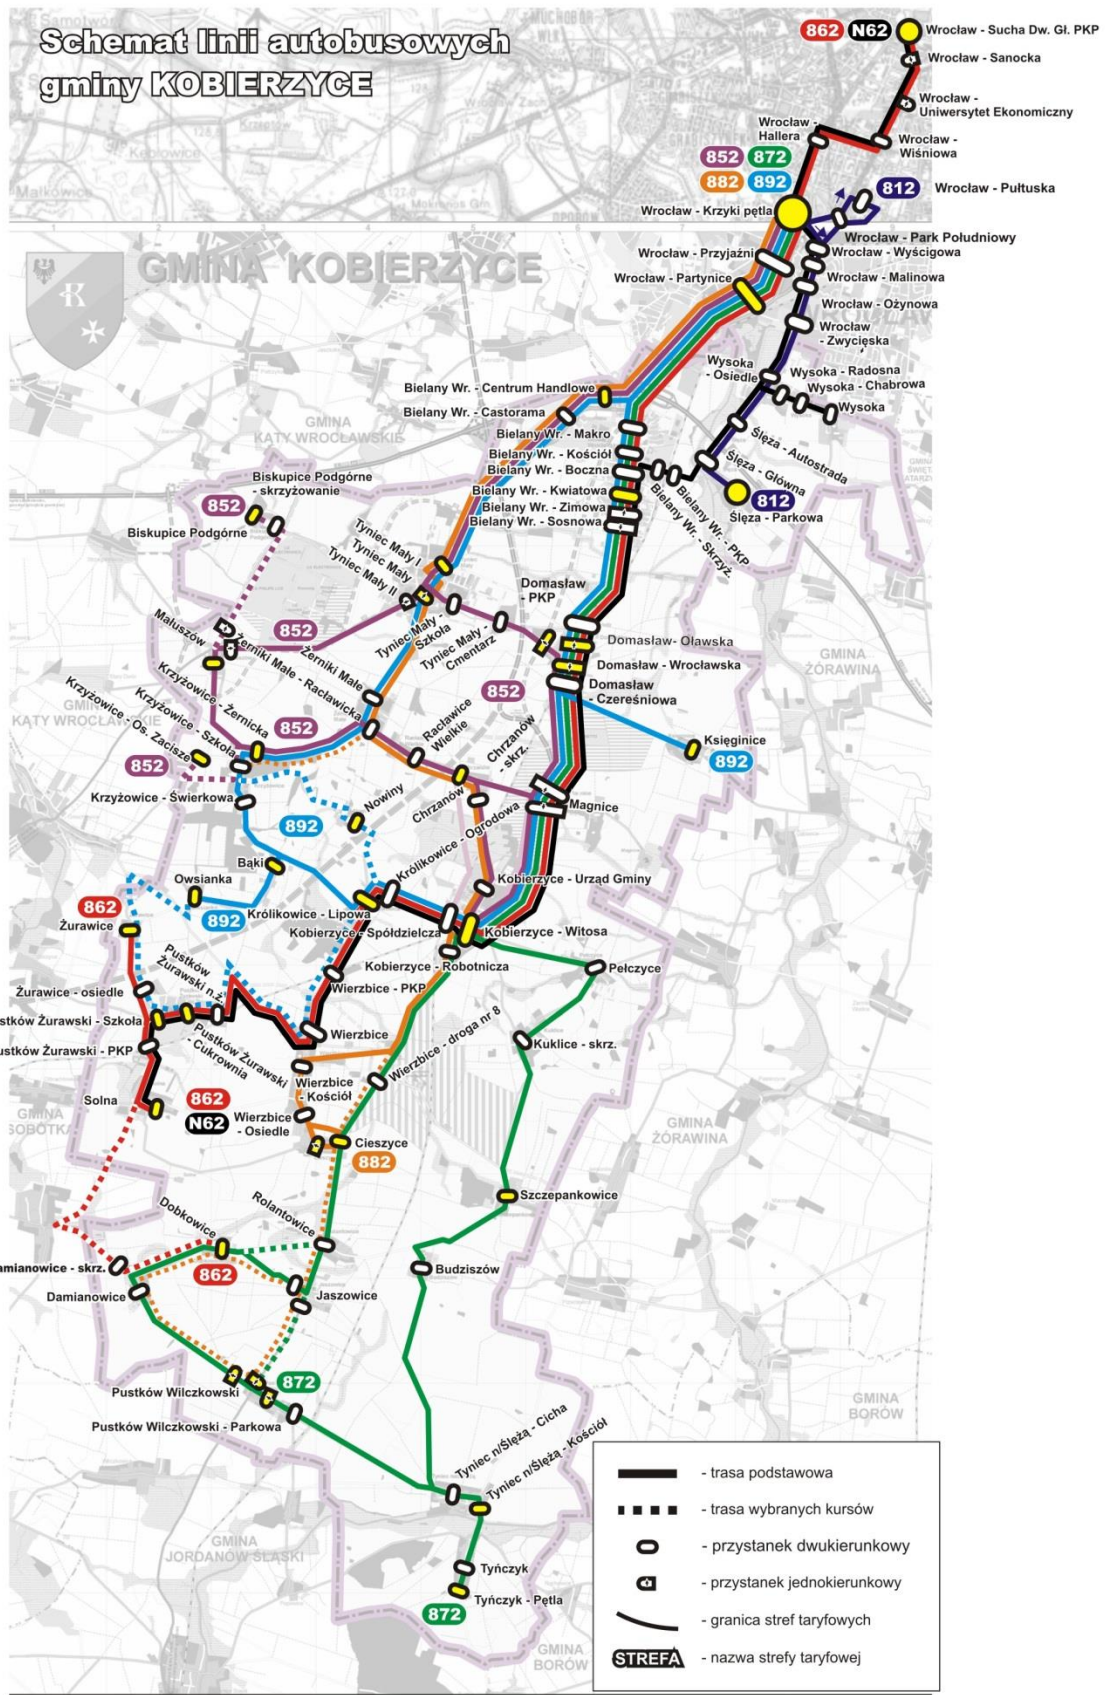 Schemat linii autobusowych
gminy KOBIERZYCE
862 N62
Wrocław - Sucha Dw. Gł. PKP
Wrocław - Sanocka
Wrocław -
Uniwersytet Ekonomiczny
Wrocław -
Hallera
Wrocław -
Wiśniowa
852 872
882 892
812
Wrocław - Pułtuska
Wrocław - Krzyki pętla
Wrocław - Park Południowy
Wrocław - Wyścigowa
GMINA KOBIERZYCE
Wrocław - Przyjaźni
Wrocław - Partynice
Wrocław - Malinowa
Wrocław - Ożynowa
Wrocław
- Zwycięska
Wysoka
- Osiedle
Wysoka - Radosna
Wysoka - Chabrowa
Wysoka
Bielany Wr. - Centrum Handlowe
Bielany Wr. - Castorama
GMINA
KĄTY WROCŁAWSKIE
Bielany Wr. - Makro
Bielany Wr. - Kościół
Bielany Wr. - Boczna
Bielany Wr. - Kwiatowa
Bielany Wr. - Zimowa
Bielany Wr. - Sosnowa
Ślęza - Autostrada
Ślęza - Główna
812
Ślęza - Parkowa
Bielany Wr. - PKP
Bielany Wr. - Skrzyż.
Biskupice Podgórne
- skrzyżowanie
852
Biskupice Podgórne
Tyniec Mały I
Tyniec Mały
Tyniec Mały II
Domasław
- PKP
Tyniec Mały -
Szkoła
Tyniec Mały -
Cmentarz
Domasław- Oławska
Domasław - Wrocławska
Domasław
- Czereśniowa
GMINA
ŻÓRAWINA
Małuszów
852
Żerniki Małe
Żerniki Małe - Racławicka
Krzyżowice - Żernicka
Krzyżowice - Szkoła
Krzyżowice - Os. Zacisze
KĄTY WROCŁAWSKIE
852
852
852
Racławice
Wielkie
Chrzanów
- skrz.
Księginice
892
Krzyżowice - Świerkowa
Nowiny
Chrzanów
Magnice
892
Królikowice - Ogrodowa
Bąki
Owsianka
892
Kobierzyce - Urząd Gminy
862
Żurawice
Królikowice - Lipowa
Kobierzyce - Spółdzielcza
Kobierzyce - Witosa
Kobierzyce - Robotnicza
Pełczyce
Pustków
Żurawski n.ż.
Wierzbice - PKP
Żurawice - osiedle
Pustków Żurawski
- Cukrownia
Wierzbice
Wierzbice - droga nr 8
Kuklice - skrz.
Wierzbice
- Kościół
Solna
862
N62
Wierzbice
- Osiedle
Cieszyce
882
GMINA
ŻÓRAWINA
GMINA
Szczepankowice
Rolantowice
Dobkowice
862
Budziszów
Damianowice
Jaszowice
Pustków Wilczkowski
872
Pustków Wilczkowski - Parkowa
GMINA
BORÓW
Tyniec n/Ślężą - Cicha
Tyniec n/Ślężą - Kościół
GMINA
JORDANÓW ŚLĄSKI
Tyńczyk
Tyńczyk - Pętla
872
GMINA
BORÓW
- trasa podstawowa
- trasa wybranych kursów
- przystanek dwukierunkowy
- przystanek jednokierunkowy
- granica stref taryfowych
STREFA - nazwa strefy taryfowej